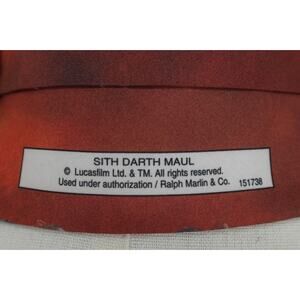 SITH DARTH MAUL
© Lucasfilm Ltd. & TM. All rights reserved.
Used under authorization / Ralph Marlin & Co. 151738